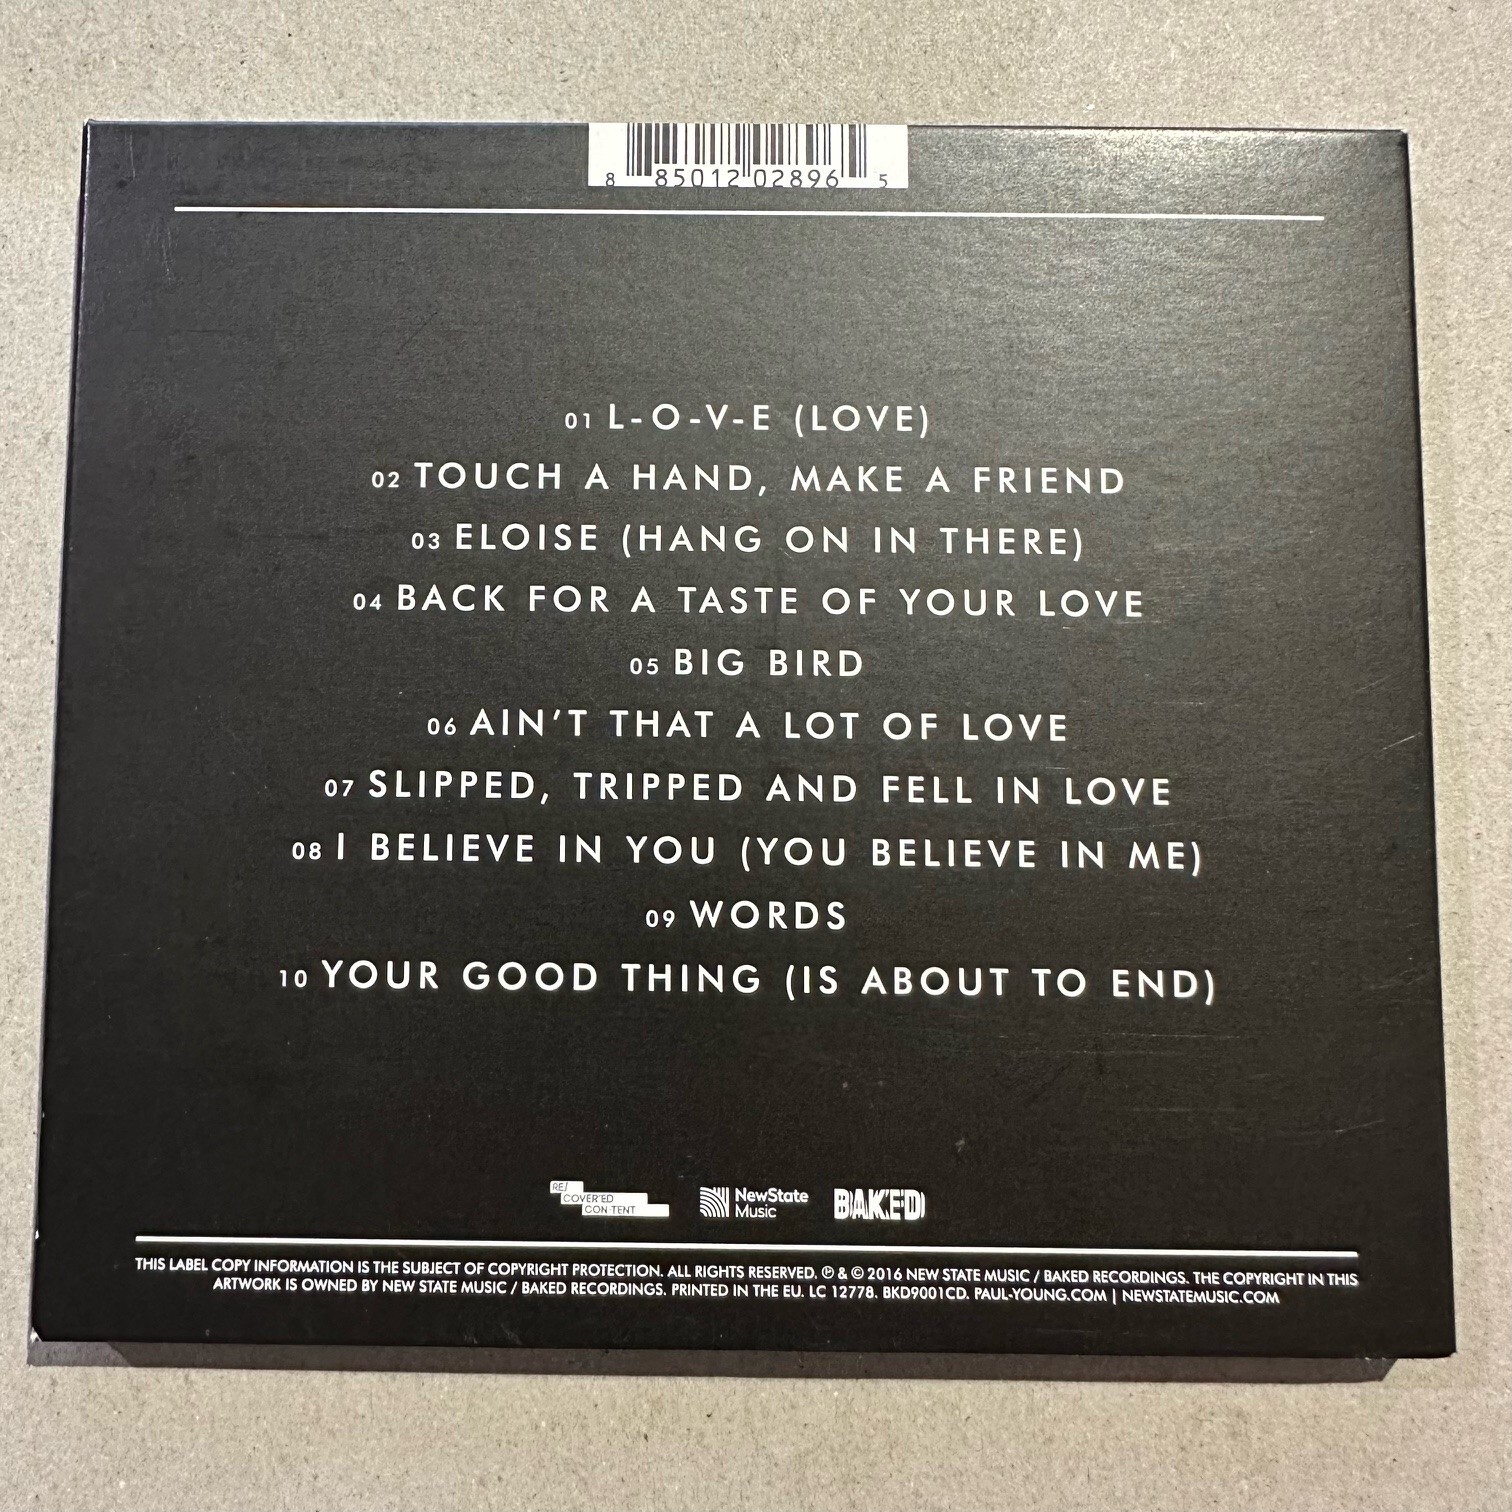 8 85012 02896 5
01 L-O-V-E (LOVE)
02 TOUCH A HAND, MAKE A FRIEND
03 ELOISE (HANG ON IN THERE)
04 BACK FOR A TASTE OF YOUR LOVE
05 BIG BIRD
06 AIN'T THAT A LOT OF LOVE
07 SLIPPED, TRIPPED AND FELL IN LOVE
08 I BELIEVE IN YOU (YOU BELIEVE IN ME)
09 WORDS
10 YOUR GOOD THING (IS ABOUT TO END)
RE/
COVERED
CONTENT
NewState
Music
BAKED
THIS LABEL COPY INFORMATION IS THE SUBJECT OF COPYRIGHT PROTECTION. ALL RIGHTS RESERVED. ℗ & © 2016 NEW STATE MUSIC / BAKED RECORDINGS. THE COPYRIGHT IN THIS
ARTWORK IS OWNED BY NEW STATE MUSIC / BAKED RECORDINGS. PRINTED IN THE EU. LC 12778. BKD9001CD. PAUL-YOUNG.COM | NEWSTATEMUSIC.COM